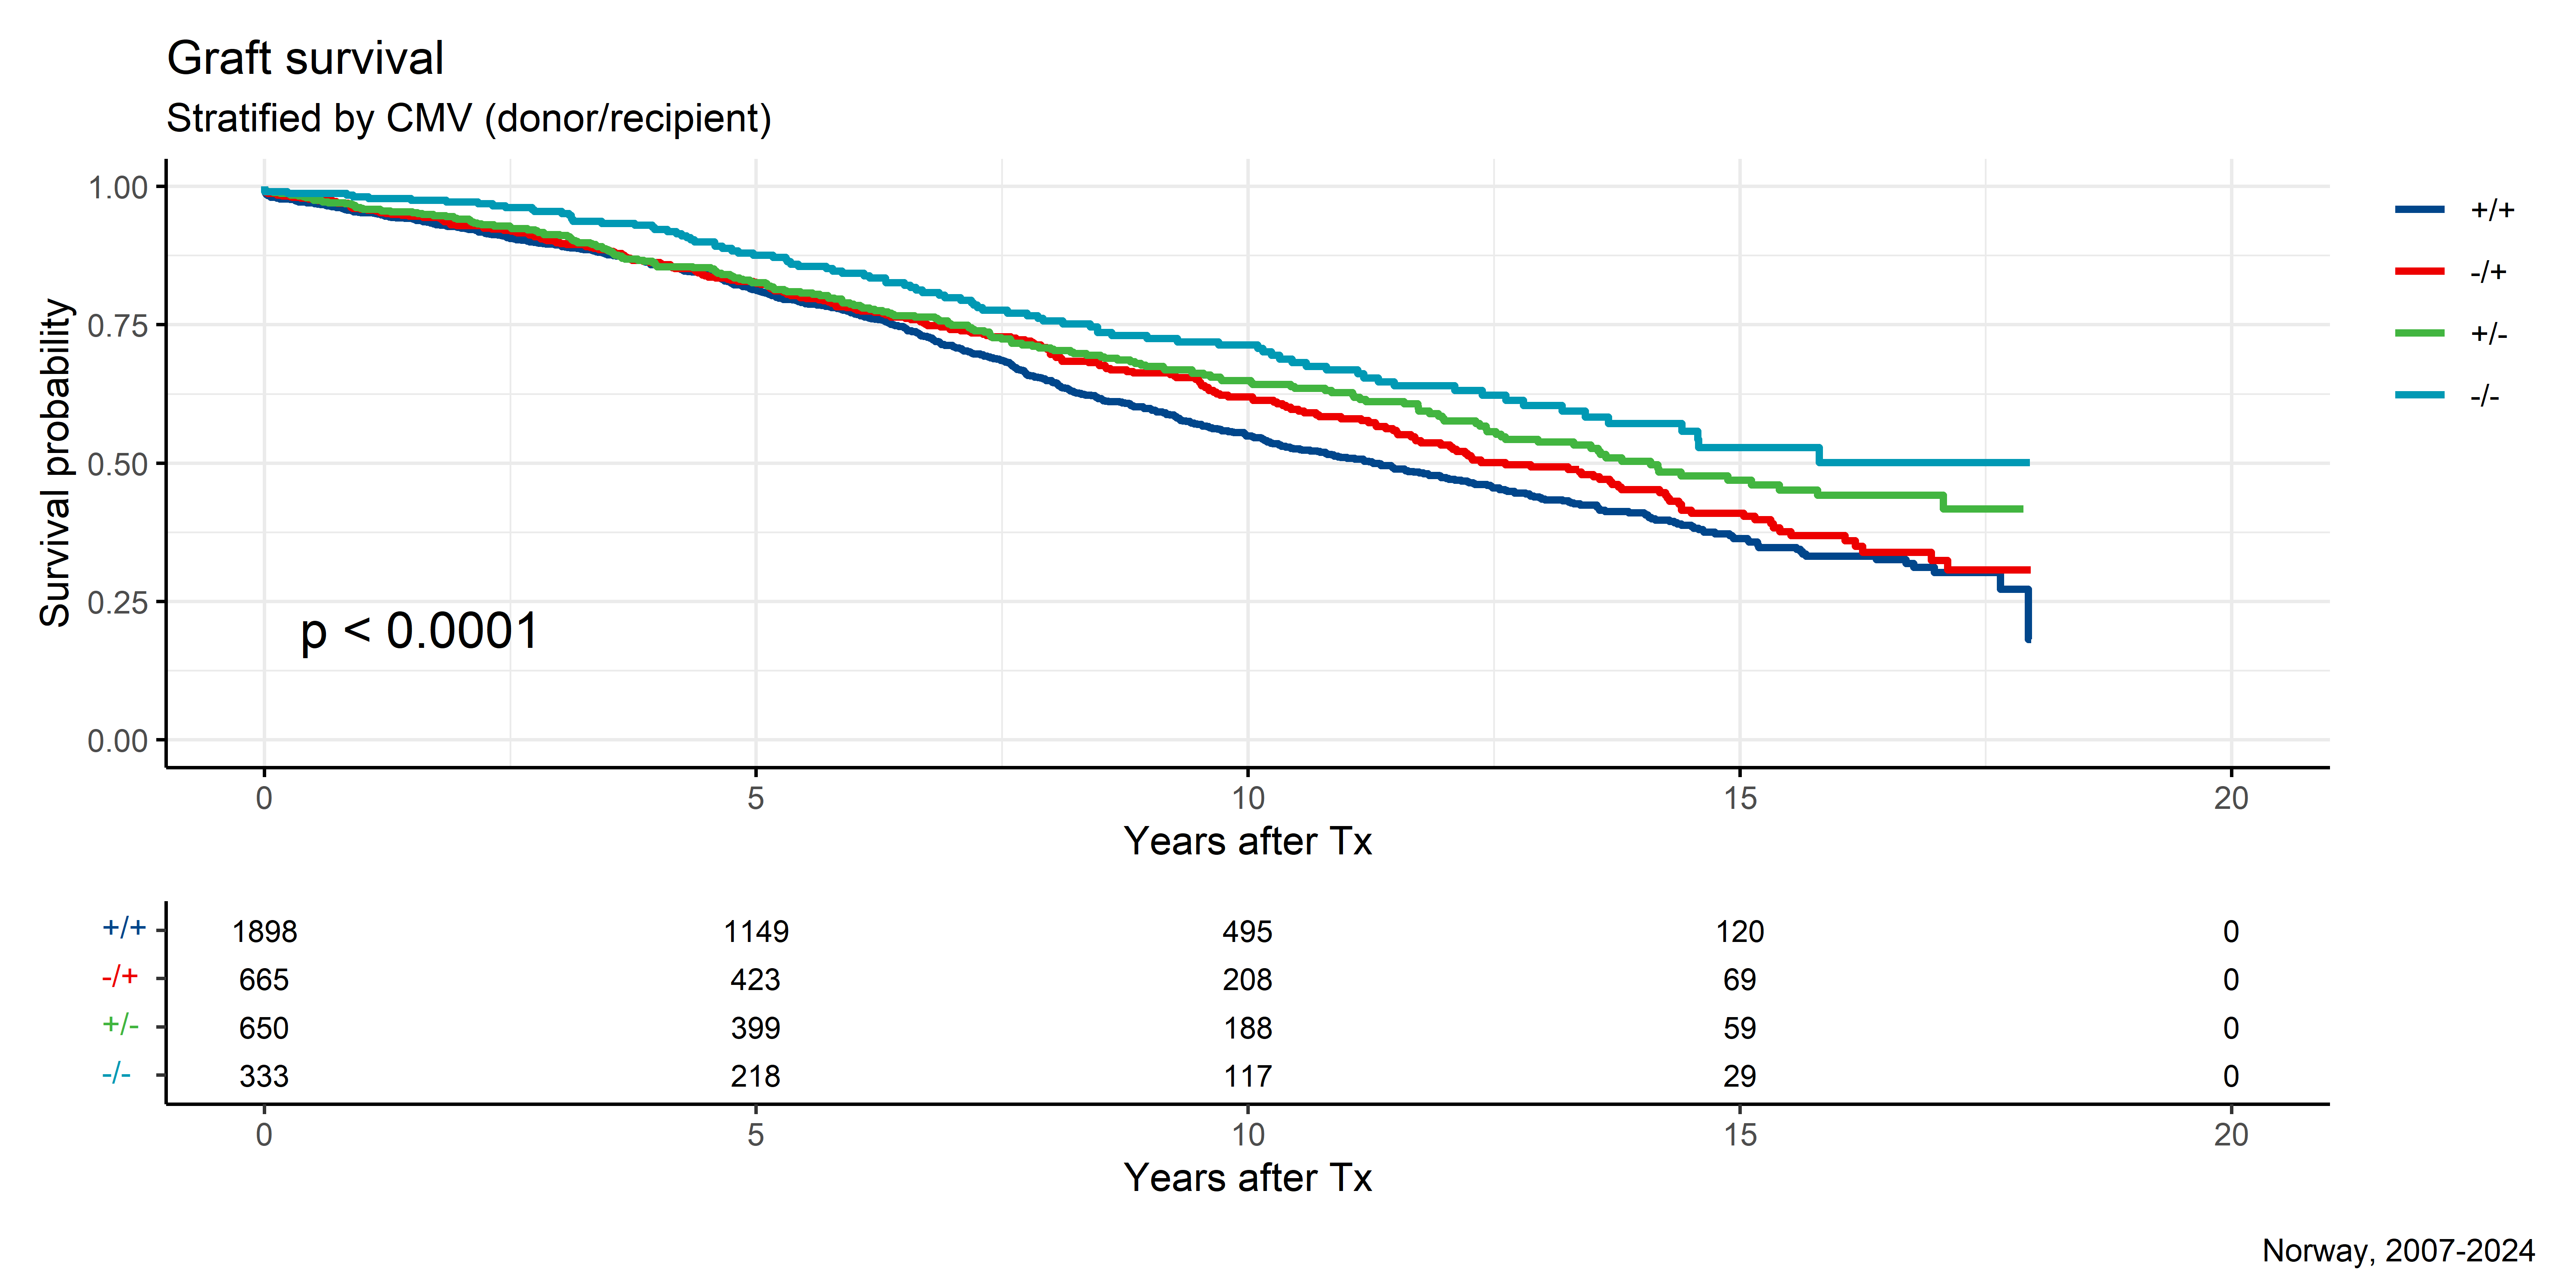 Graft survival
Stratified by CMV (donor/recipient)
Survival probability
1.00
0.75
0.50
0.25
0.00
p < 0.0001
0 5 10 15 20
Years after Tx
+/+
-/+
+/-
-/-
+/+ 1898 1149 495 120 0
-/+ 665 423 208 69 0
+/- 650 399 188 59 0
-/- 333 218 117 29 0
0 5 10 15 20
Years after Tx
Norway, 2007-2024